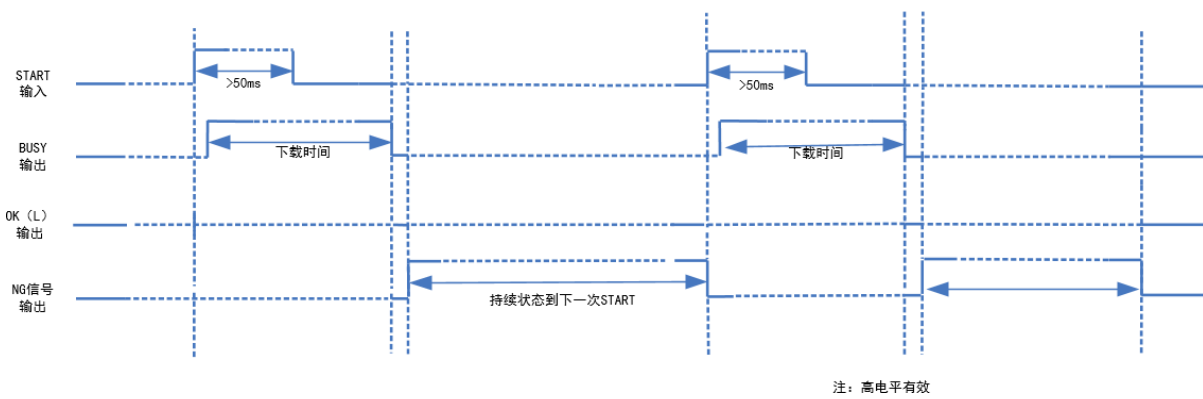 START
输入
>50ms
>50ms
BUSY
输出
下载时间
下载时间
OK（L）
输出
NG信号
输出
持续状态到下一次START
注：高电平有效